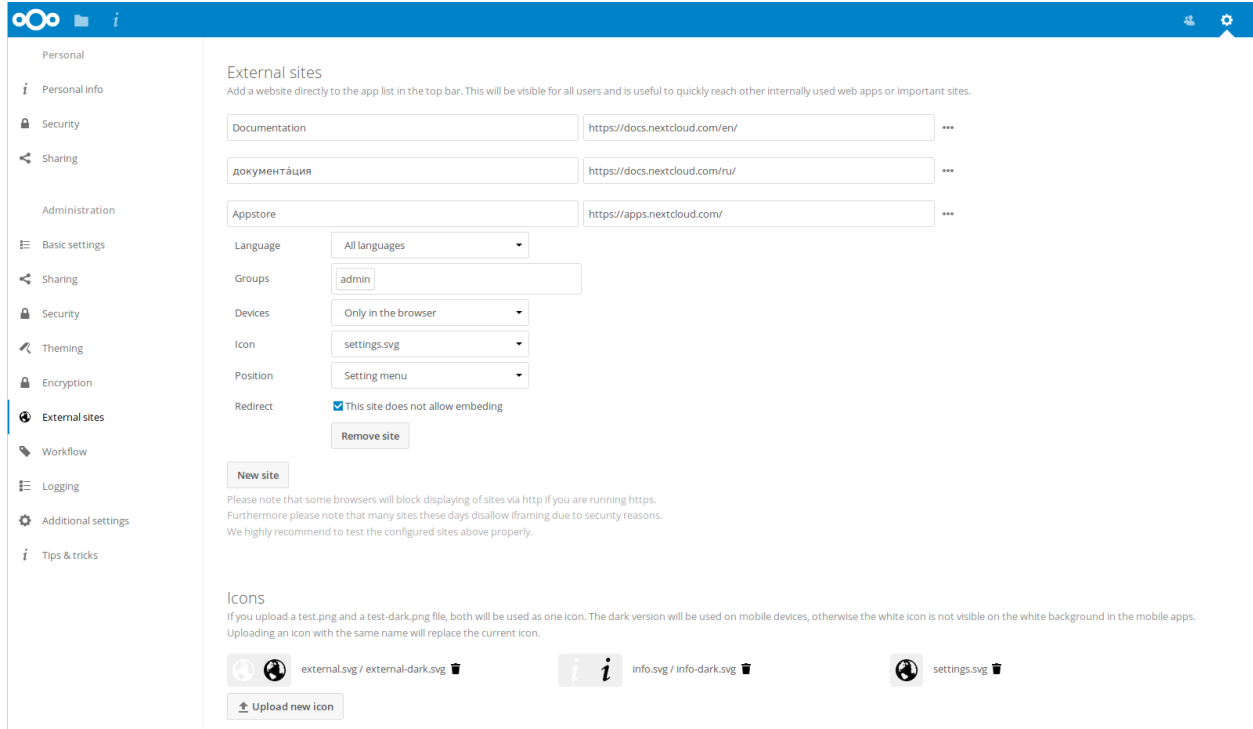 i
Personal
i Personal info
Security
Sharing
Administration
Basic settings
Sharing
Security
Theming
Encryption
External sites
Workflow
Logging
Additional settings
i Tips & tricks
External sites
Add a website directly to the app list in the top bar. This will be visible for all users and is useful to quickly reach other internally used web apps or important sites.
Documentation https://docs.nextcloud.com/en/
документа́ция https://docs.nextcloud.com/ru/
Appstore https://apps.nextcloud.com/
Language All languages
Groups admin
Devices Only in the browser
Icon settings.svg
Position Setting menu
Redirect This site does not allow embeding
Remove site
New site
Please note that some browsers will block displaying of sites via http if you are running https.
Furthermore please note that many sites these days disallow iframing due to security reasons.
We highly recommend to test the configured sites above properly.
Icons
If you upload a test.png and a test-dark.png file, both will be used as one icon. The dark version will be used on mobile devices, otherwise the white icon is not visible on the white background in the mobile apps.
Uploading an icon with the same name will replace the current icon.
external.svg / external-dark.svg i i info.svg / info-dark.svg settings.svg
Upload new icon